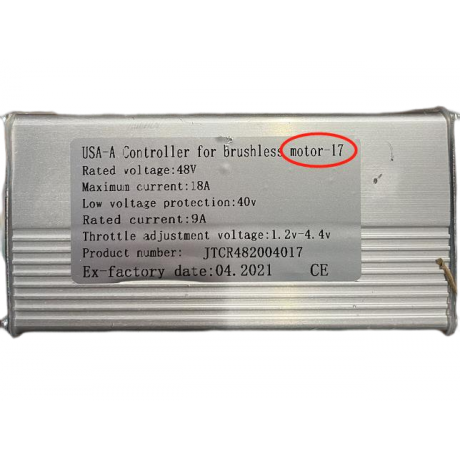 USA-A Controller for Brushless motor-17
Rated voltage:48V
Maximum current:18A
Low voltage protection:40v
Rated current:9A
Throttle adjustment voltage:1.2v-4.4v
Product number: JTCR482004017
Ex-factory date:04.2021 CE